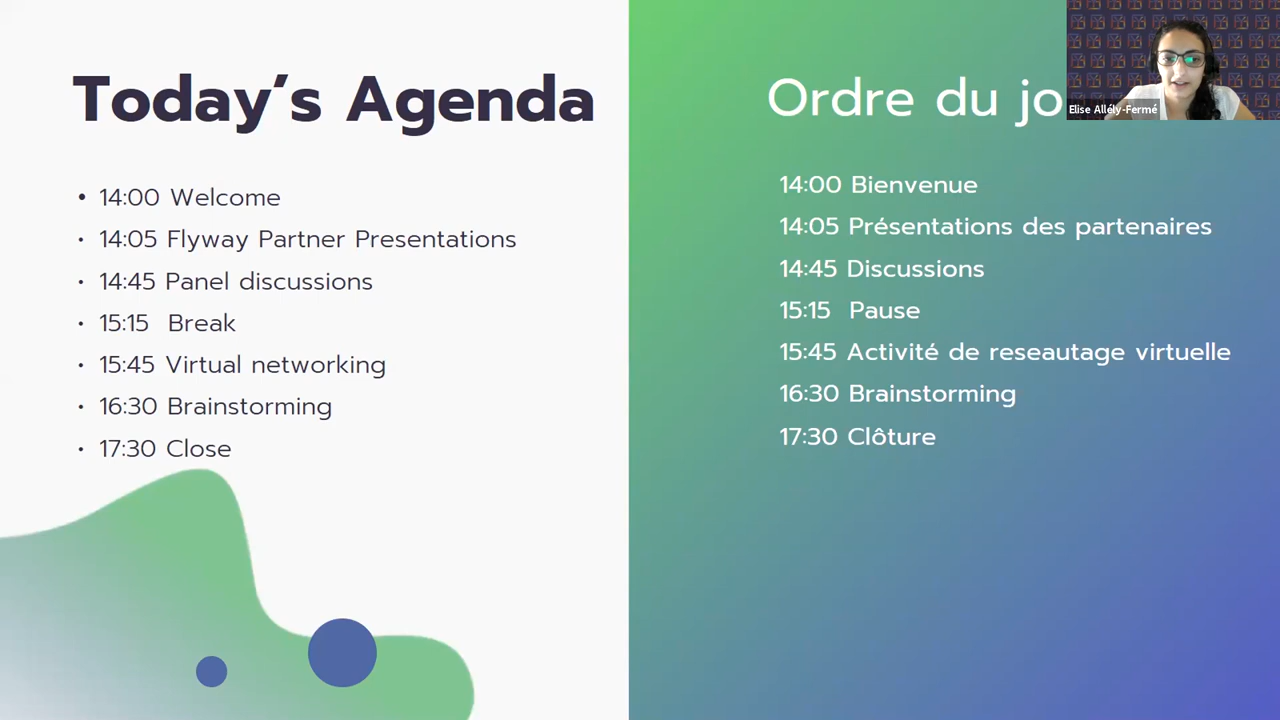 Today's Agenda
• 14:00 Welcome
• 14:05 Flyway Partner Presentations
• 14:45 Panel discussions
• 15:15 Break
• 15:45 Virtual networking
• 16:30 Brainstorming
• 17:30 Close
Ordre du jo
14:00 Bienvenue
14:05 Présentations des partenaires
14:45 Discussions
15:15 Pause
15:45 Activité de reseautage virtuelle
16:30 Brainstorming
17:30 Clôture
Elise Allély-Fermé